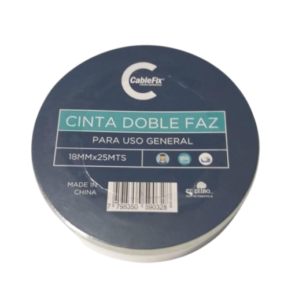 CableFix
CINTA DOBLE FAZ
PARA USO GENERAL
18MMx25MTS
MADE IN
CHINA